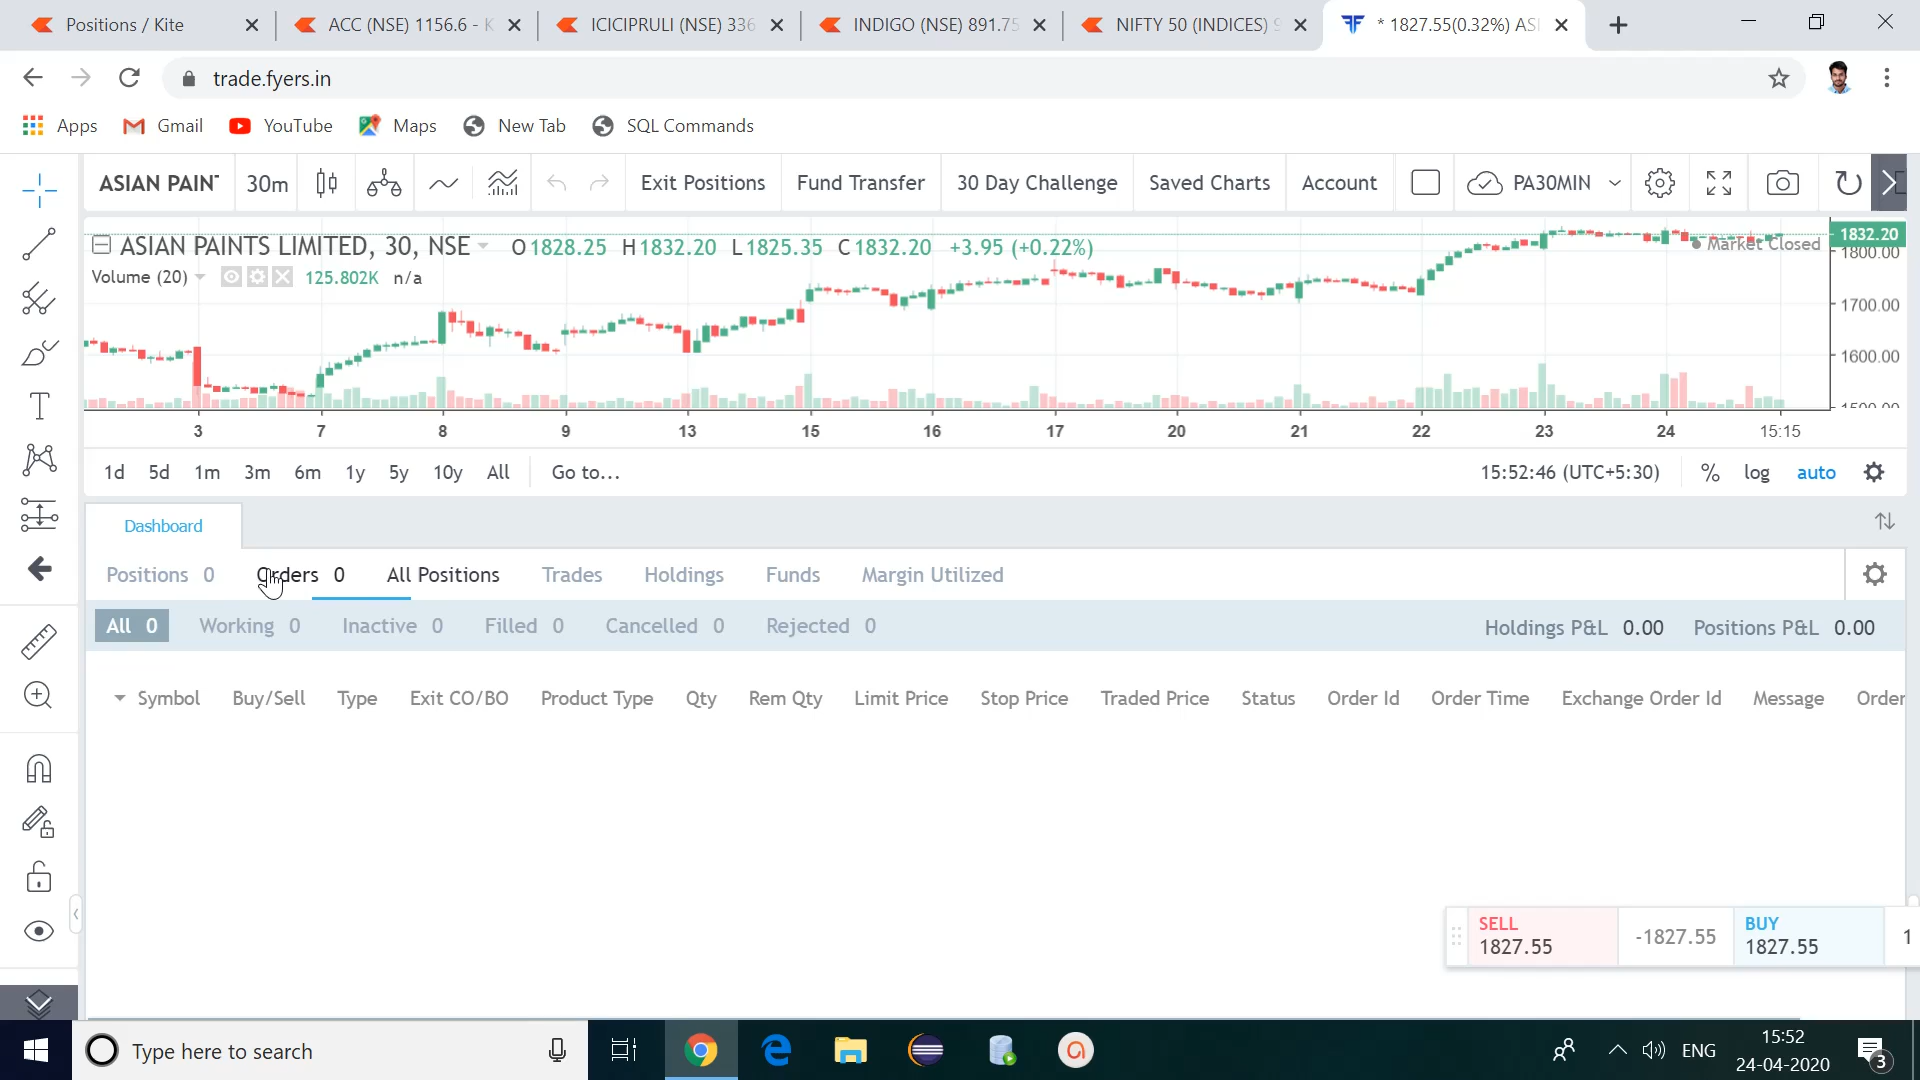 Positions / Kite
ACC (NSE) 1156.6 - K
ICICIPRULI (NSE) 336
INDIGO (NSE) 891.75
NIFTY 50 (INDICES) 9
* 1827.55(0.32%) ASI
trade.fyers.in
Apps
Gmail
YouTube
Maps
New Tab
SQL Commands
ASIAN PAINT
30m
Exit Positions
Fund Transfer
30 Day Challenge
Saved Charts
Account
PA30MIN
ASIAN PAINTS LIMITED, 30, NSE
O 1828.25 H 1832.20 L 1825.35 C 1832.20 +3.95 (+0.22%)
Volume (20)
125.802K n/a
Market Closed
1832.20
1800.00
1700.00
1600.00
1500.00
3 7 8 9 13 15 16 17 20 21 22 23 24 15:15
1d 5d 1m 3m 6m 1y 5y 10y All
Go to...
15:52:46 (UTC+5:30)
% log auto
Dashboard
Positions 0
Orders 0
All Positions
Trades
Holdings
Funds
Margin Utilized
All 0
Working 0
Inactive 0
Filled 0
Cancelled 0
Rejected 0
Holdings P&L 0.00
Positions P&L 0.00
Symbol Buy/Sell Type Exit CO/BO Product Type Qty Rem Qty Limit Price Stop Price Traded Price Status Order Id Order Time Exchange Order Id Message Order
SELL
1827.55
-1827.55
BUY
1827.55
1
Type here to search
ENG
15:52
24-04-2020
3